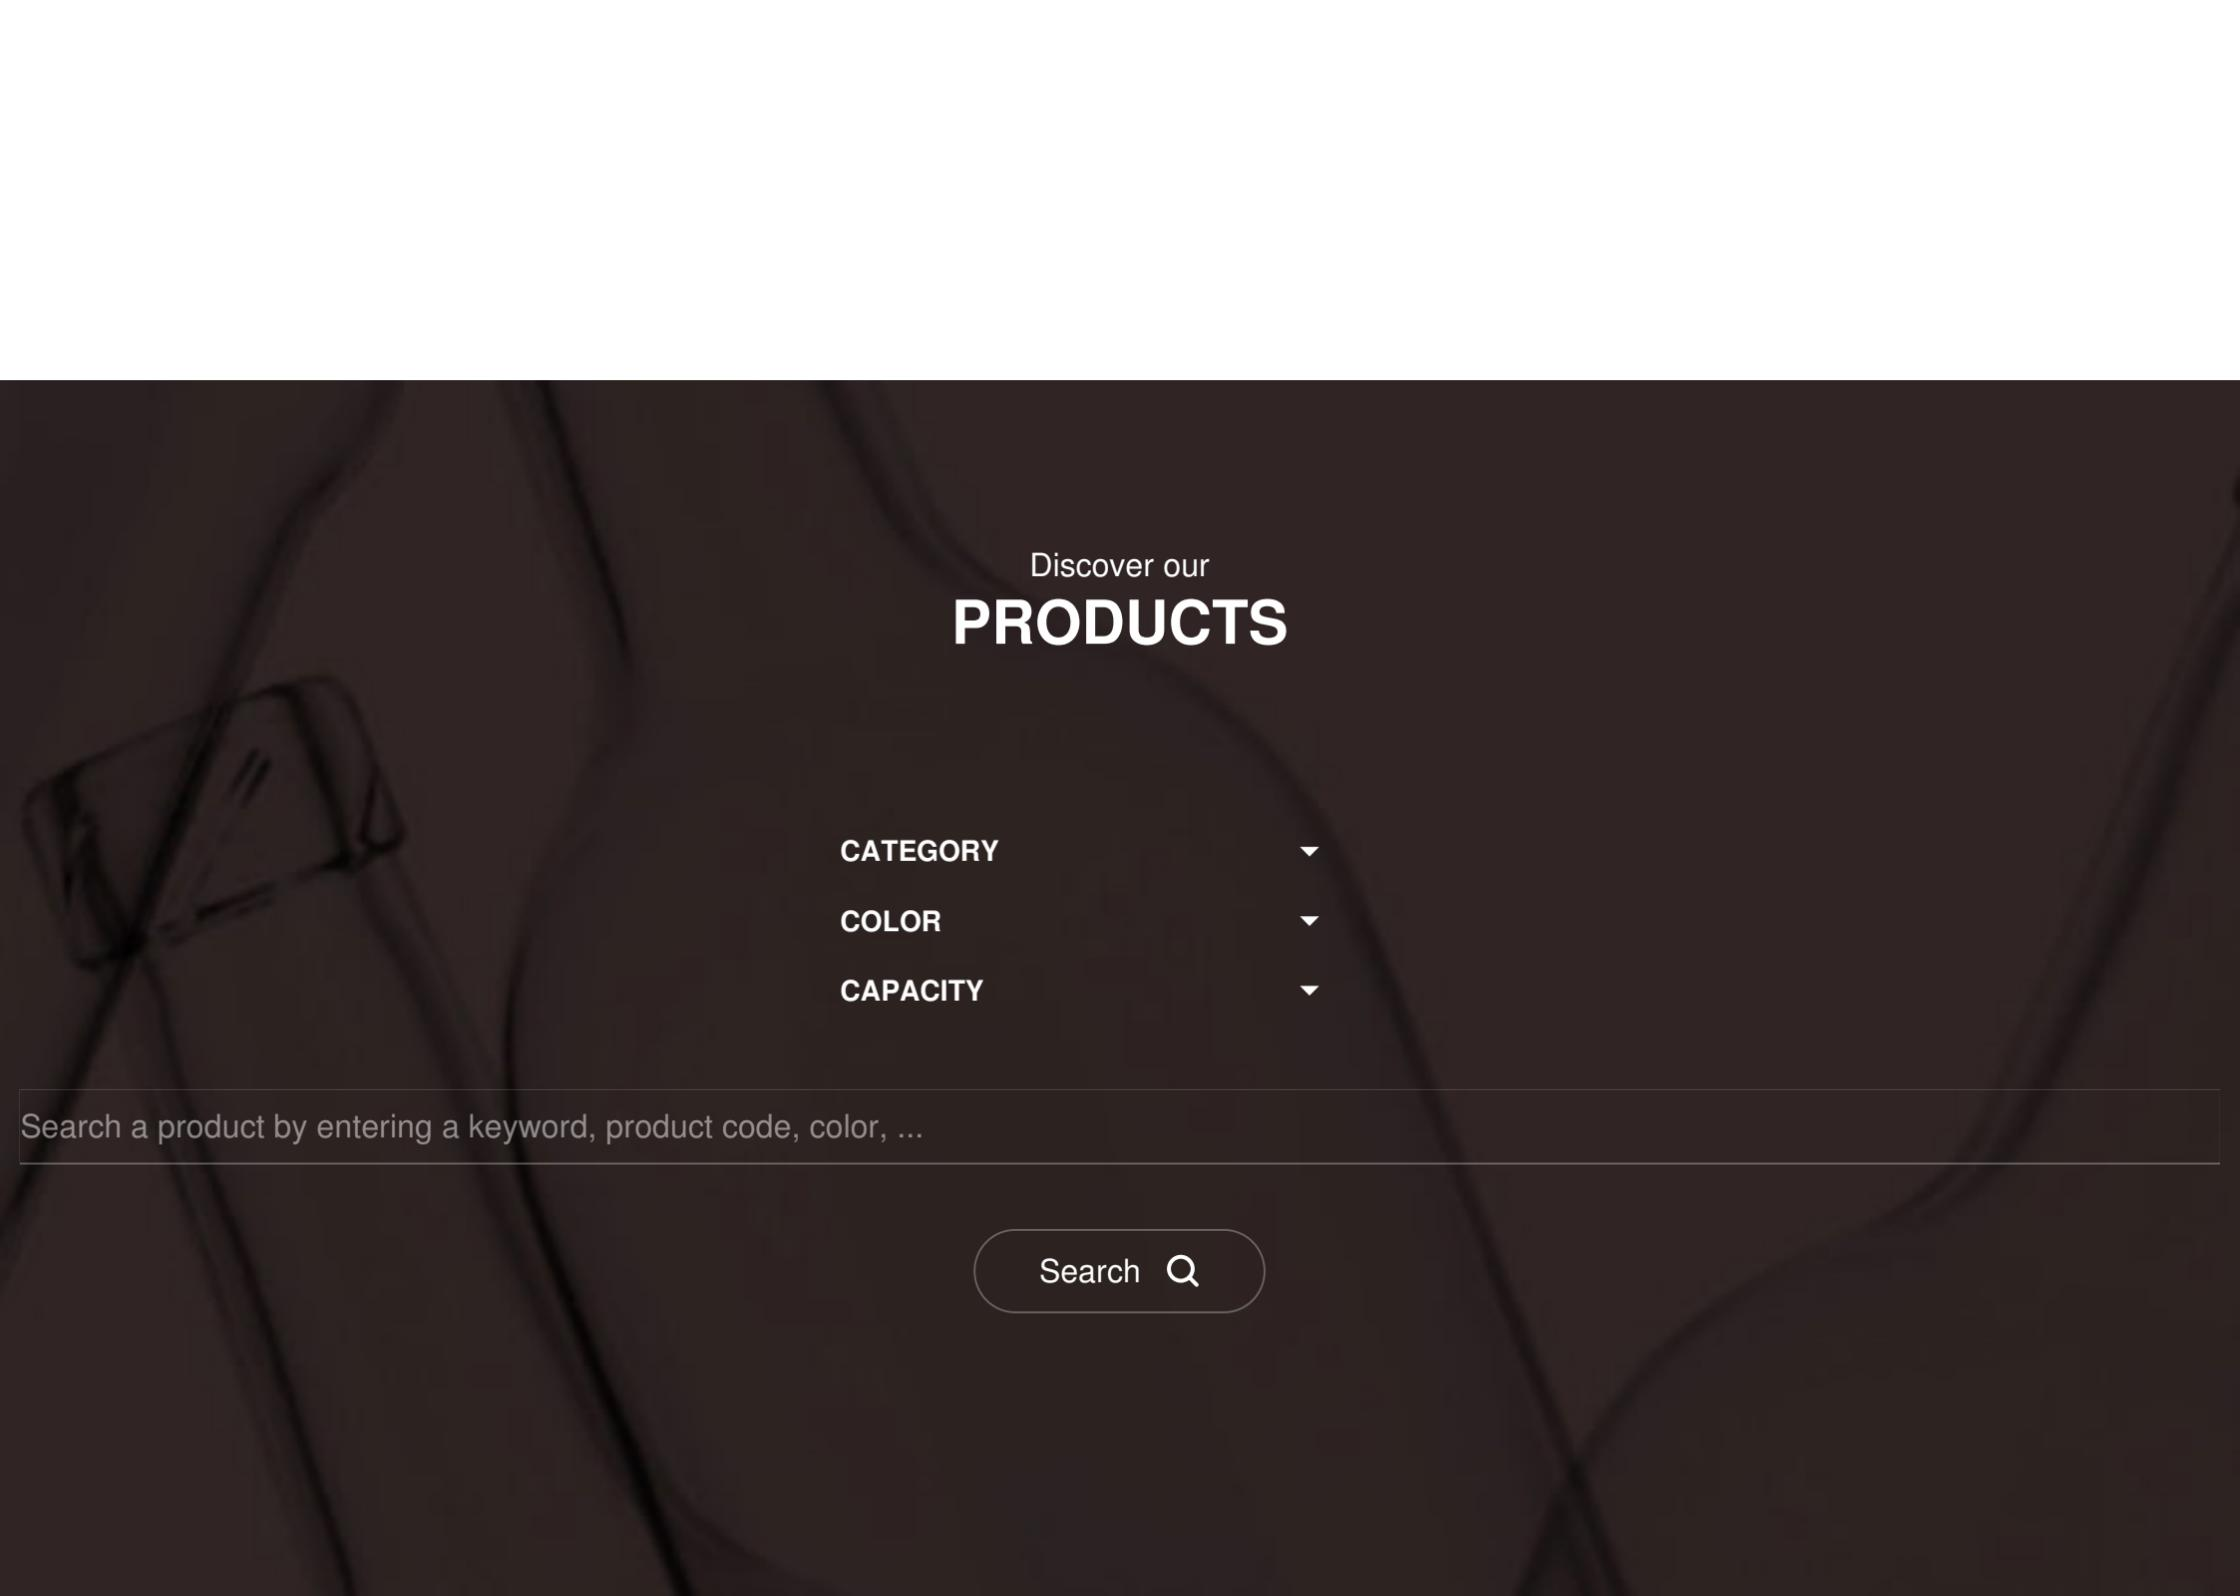 Discover our
PRODUCTS
CATEGORY
COLOR
CAPACITY
Search a product by entering a keyword, product code, color, ...
Search